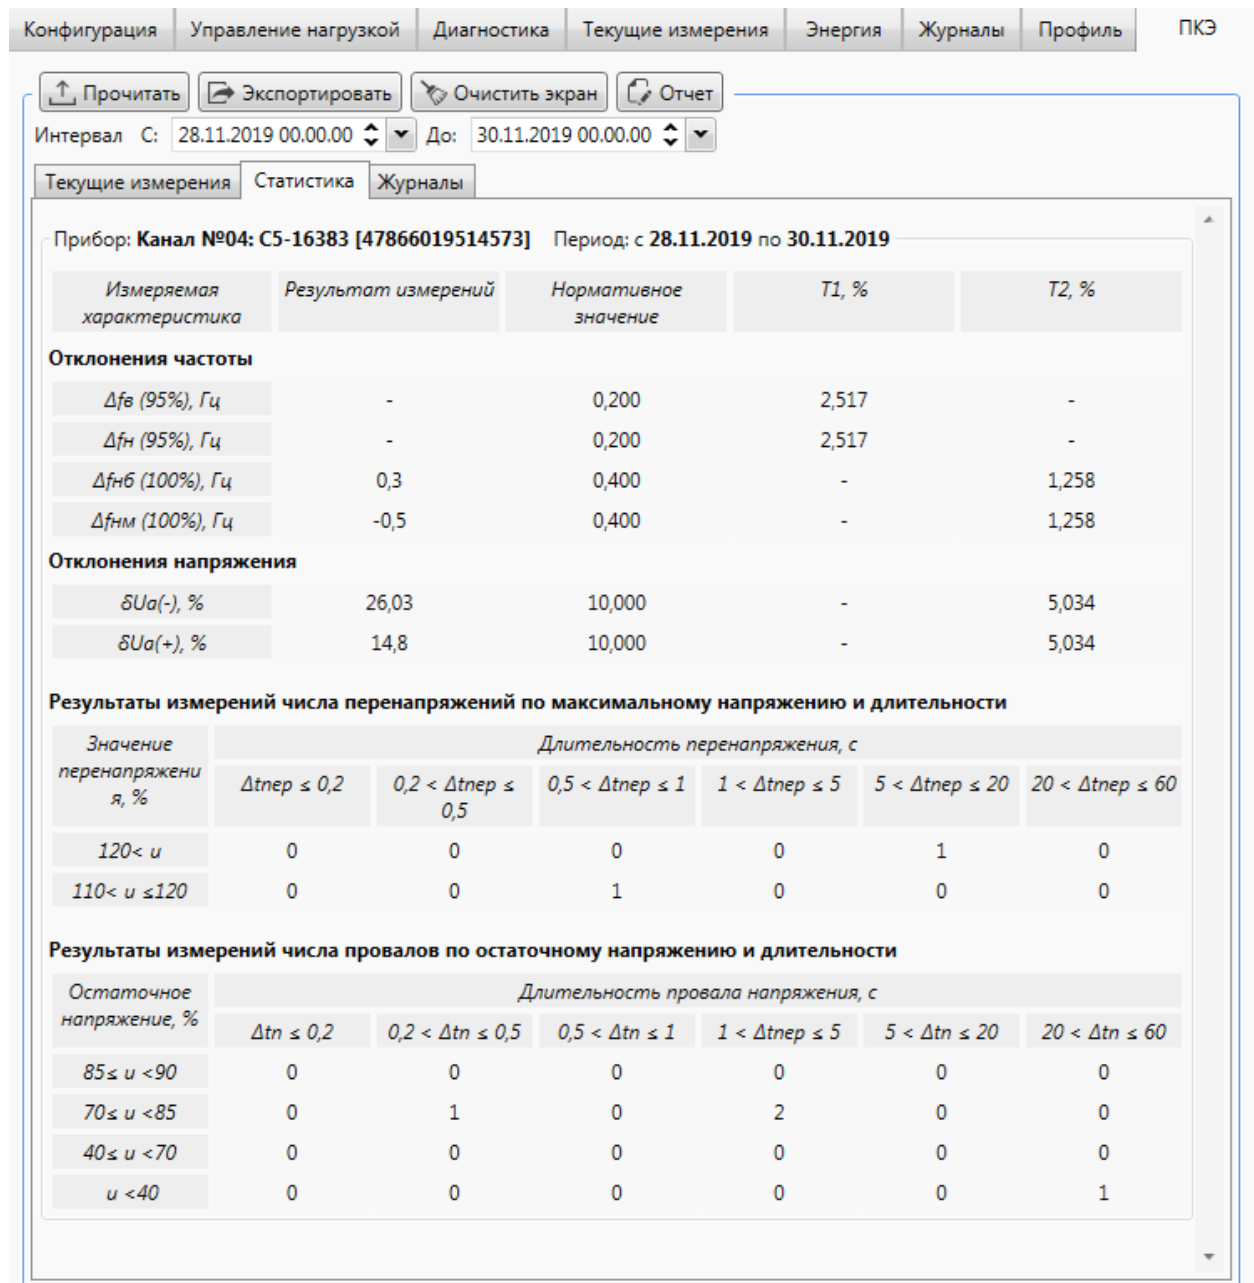 Конфигурация Управление нагрузкой Диагностика Текущие измерения Энергия Журналы Профиль ПКЭ
Прочитать Экспортировать Очистить экран Отчет
Интервал С: 28.11.2019 00.00.00 До: 30.11.2019 00.00.00
Текущие измерения Статистика Журналы
Прибор: Канал №04: C5-16383 [47866019514573] Период: с 28.11.2019 по 30.11.2019
Измеряемая Результат измерений Нормативное T1, % T2, %
характеристика значение
Отклонения частоты
Δfв (95%), Гц - 0,200 2,517 -
Δfн (95%), Гц - 0,200 2,517 -
Δfнб (100%), Гц 0,3 0,400 - 1,258
Δfнм (100%), Гц -0,5 0,400 - 1,258
Отклонения напряжения
δUa(-), % 26,03 10,000 - 5,034
δUa(+), % 14,8 10,000 - 5,034
Результаты измерений числа перенапряжений по максимальному напряжению и длительности
Значение Длительность перенапряжения, с
перенапряжени Δtпер ≤ 0,2 0,2 < Δtпер ≤ 0,5 < Δtпер ≤ 1 1 < Δtпер ≤ 5 5 < Δtпер ≤ 20 20 < Δtпер ≤ 60
я, % 0,5
120< u 0 0 0 0 1 0
110< u ≤120 0 0 1 0 0 0
Результаты измерений числа провалов по остаточному напряжению и длительности
Остаточное Длительность провала напряжения, с
напряжение, % Δtп ≤ 0,2 0,2 < Δtп ≤ 0,5 0,5 < Δtп ≤ 1 1 < Δtпер ≤ 5 5 < Δtп ≤ 20 20 < Δtп ≤ 60
85≤ u <90 0 0 0 0 0 0
70≤ u <85 0 1 0 2 0 0
40≤ u <70 0 0 0 0 0 0
u <40 0 0 0 0 0 1